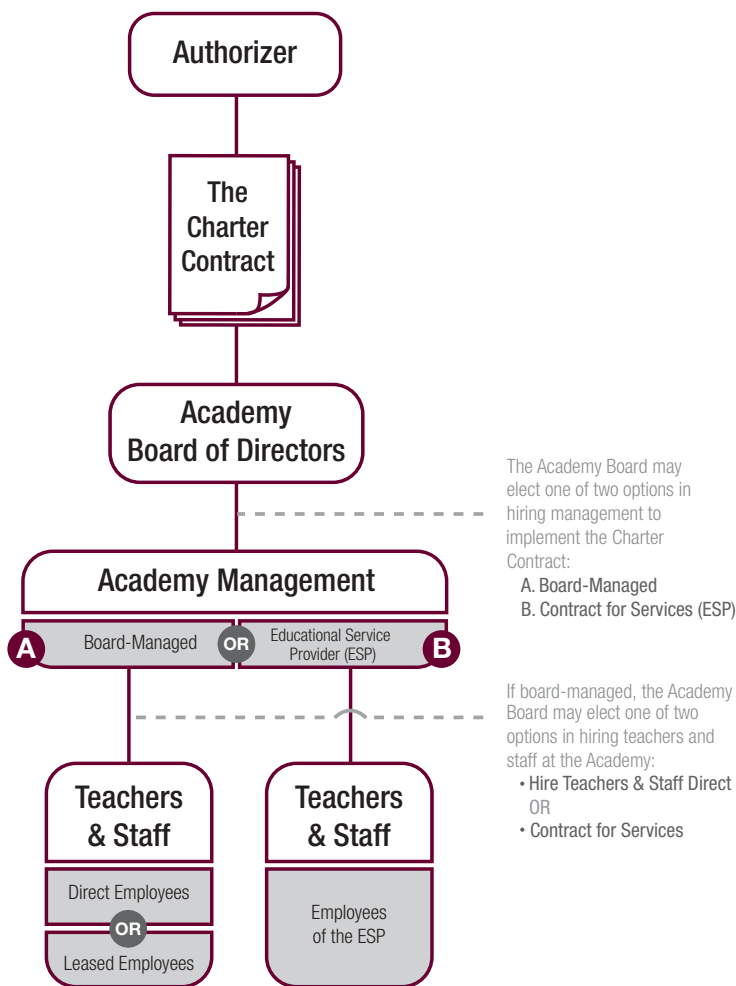 Authorizer
The
Charter
Contract
Academy
Board of Directors
The Academy Board may
elect one of two options in
hiring management to
implement the Charter
Contract:
A. Board-Managed
B. Contract for Services (ESP)
Academy Management
A
Board-Managed
OR
Educational Service
Provider (ESP)
B
If board-managed, the Academy
Board may elect one of two
options in hiring teachers and
staff at the Academy:
• Hire Teachers & Staff Direct
OR
• Contract for Services
Teachers
& Staff
Direct Employees
OR
Leased Employees
Teachers
& Staff
Employees
of the ESP